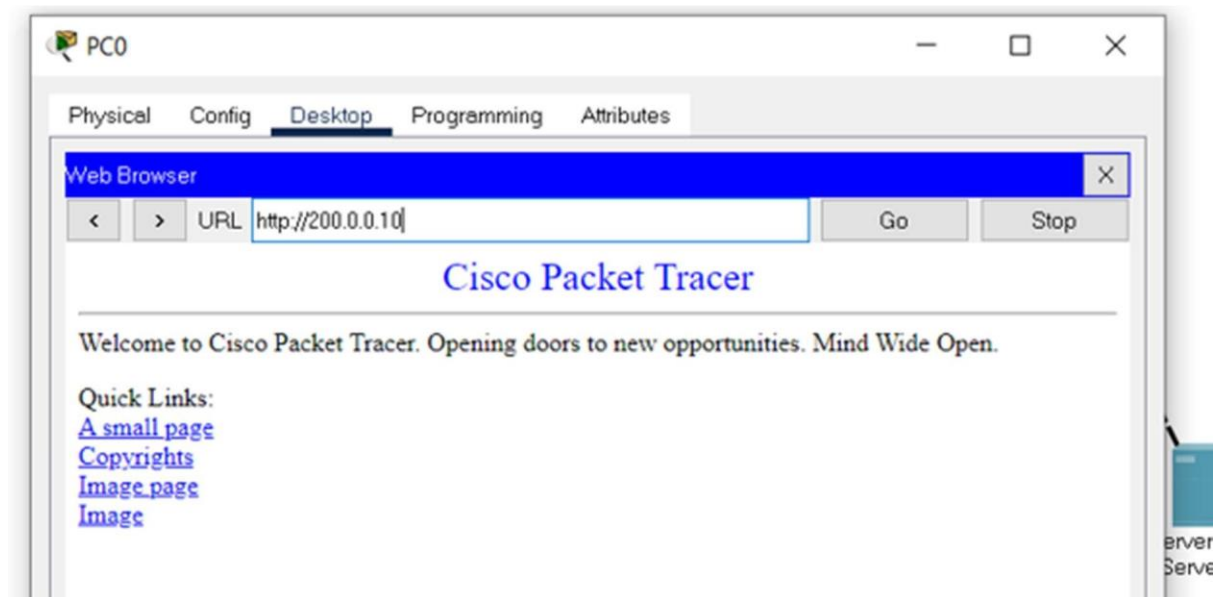 PC0
Physical Config Desktop Programming Attributes
Web Browser X
< > URL http://200.0.0.10 Go Stop
Cisco Packet Tracer
Welcome to Cisco Packet Tracer. Opening doors to new opportunities. Mind Wide Open.
Quick Links:
A small page
Copyrights
Image page
Image